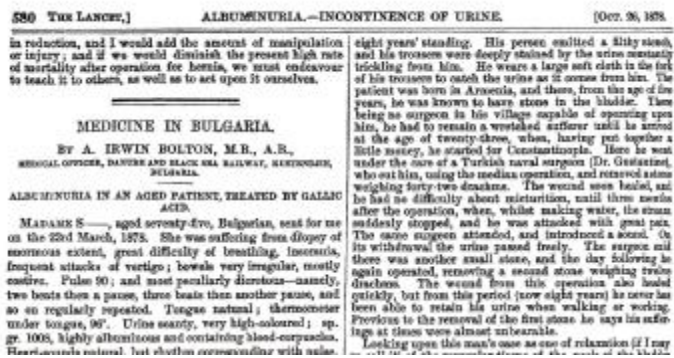 580 THE LANCET,] ALBUMINURIA.—INCONTINENCE OF URINE. [OCT. 26, 1878.
in reduction, and I would add the amount of manipulation
or injury; and if we would diminish the present high rate
of mortality after operation for hernia, we must endeavour
to teach it to others, as well as to act upon it ourselves.
MEDICINE IN BULGARIA.
BY A. IRWIN BOLTON, M.B., A.B.,
MEDICAL OFFICER, DANUBE AND BLACK SEA RAILWAY, KUSTENDJIE,
BULGARIA.
ALBUMINURIA IN AN AGED PATIENT, TREATED BY GALLIC
ACID.
MADAME S——, aged seventy-five, Bulgarian, sent for me
on the 23rd March, 1878. She was suffering from dropsy of
enormous extent, great difficulty of breathing, insomnia,
frequent attacks of vertigo; bowels very irregular, mostly
costive. Pulse 90; and most peculiarly dicrotous—namely,
two beats then a pause, three beats then another pause, and
so on regularly repeated. Tongue natural; thermometer
under tongue, 96°. Urine scanty, very high-coloured; sp.
gr. 1008, highly albuminous and containing blood-corpuscles.
Heart-sounds natural, but rhythm corresponding with pulse.
eight years' standing. His person emitted a filthy stench,
and his trousers were deeply stained by the urine constantly
trickling from him. He wears a large soft cloth in the fork
of his trousers to catch the urine as it comes from him. The
patient was born in Armenia, and there, from the age of five
years, he was known to have stone in the bladder. There
being no surgeon in his village capable of operating upon
him, he had to remain a wretched sufferer until he arrived
at the age of twenty-three, when, having put together a
little money, he started for Constantinople. Here he went
under the care of a Turkish naval surgeon (Dr.
who cut him, using the median operation, and removed a stone
weighing forty-two drachms. The wound soon healed, and
he had no difficulty about micturition, until three months
after the operation, when, whilst making water, the stream
suddenly stopped, and he was attacked with great pain.
The same surgeon attended, and introduced a sound. On
its withdrawal the urine passed freely. The surgeon said
there was another small stone, and the day following he
again operated, removing a second stone weighing twelve
drachms. The wound from this operation also healed
quickly, but from this period (now eight years) he never has
been able to retain his urine when walking or working.
Previous to the removal of the first stone he says his suffer-
ings at times were almost unbearable.
Looking upon this man's case as one of relaxation (if I may